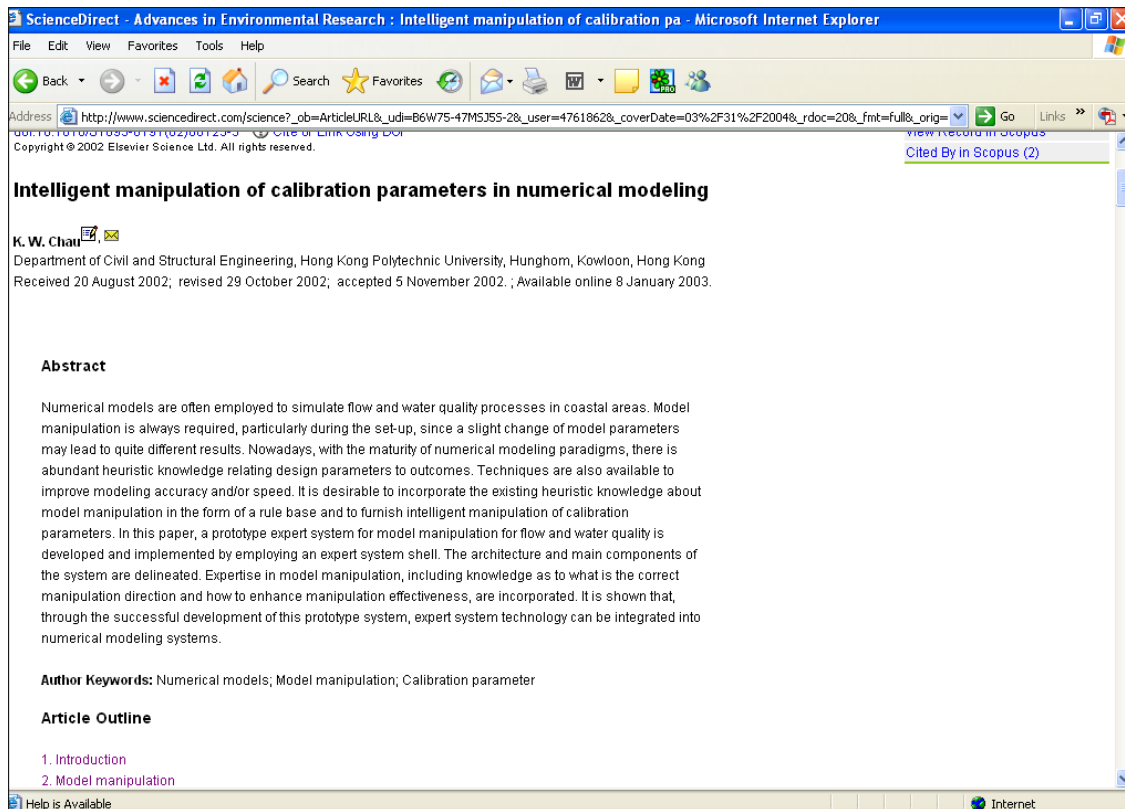 ScienceDirect - Advances in Environmental Research : Intelligent manipulation of calibration pa - Microsoft Internet Explorer
File Edit View Favorites Tools Help
Back Search Favorites W PRO
Address http://www.sciencedirect.com/science?_ob=ArticleURL&_udi=B6W75-47M5J5S-2&_user=4761862&_coverDate=03%2F31%2F2004&_rdoc=20&_fmt=full&_orig= Go Links »
Cite or Link Using DOI View Record in Scopus
Copyright © 2002 Elsevier Science Ltd. All rights reserved.
Cited By in Scopus (2)
Intelligent manipulation of calibration parameters in numerical modeling
K. W. Chau,
Department of Civil and Structural Engineering, Hong Kong Polytechnic University, Hunghom, Kowloon, Hong Kong
Received 20 August 2002; revised 29 October 2002; accepted 5 November 2002. ; Available online 8 January 2003.
Abstract
Numerical models are often employed to simulate flow and water quality processes in coastal areas. Model
manipulation is always required, particularly during the set-up, since a slight change of model parameters
may lead to quite different results. Nowadays, with the maturity of numerical modeling paradigms, there is
abundant heuristic knowledge relating design parameters to outcomes. Techniques are also available to
improve modeling accuracy and/or speed. It is desirable to incorporate the existing heuristic knowledge about
model manipulation in the form of a rule base and to furnish intelligent manipulation of calibration
parameters. In this paper, a prototype expert system for model manipulation for flow and water quality is
developed and implemented by employing an expert system shell. The architecture and main components of
the system are delineated. Expertise in model manipulation, including knowledge as to what is the correct
manipulation direction and how to enhance manipulation effectiveness, are incorporated. It is shown that,
through the successful development of this prototype system, expert system technology can be integrated into
numerical modeling systems.
Author Keywords: Numerical models; Model manipulation; Calibration parameter
Article Outline
1. Introduction
2. Model manipulation
Help is Available Internet